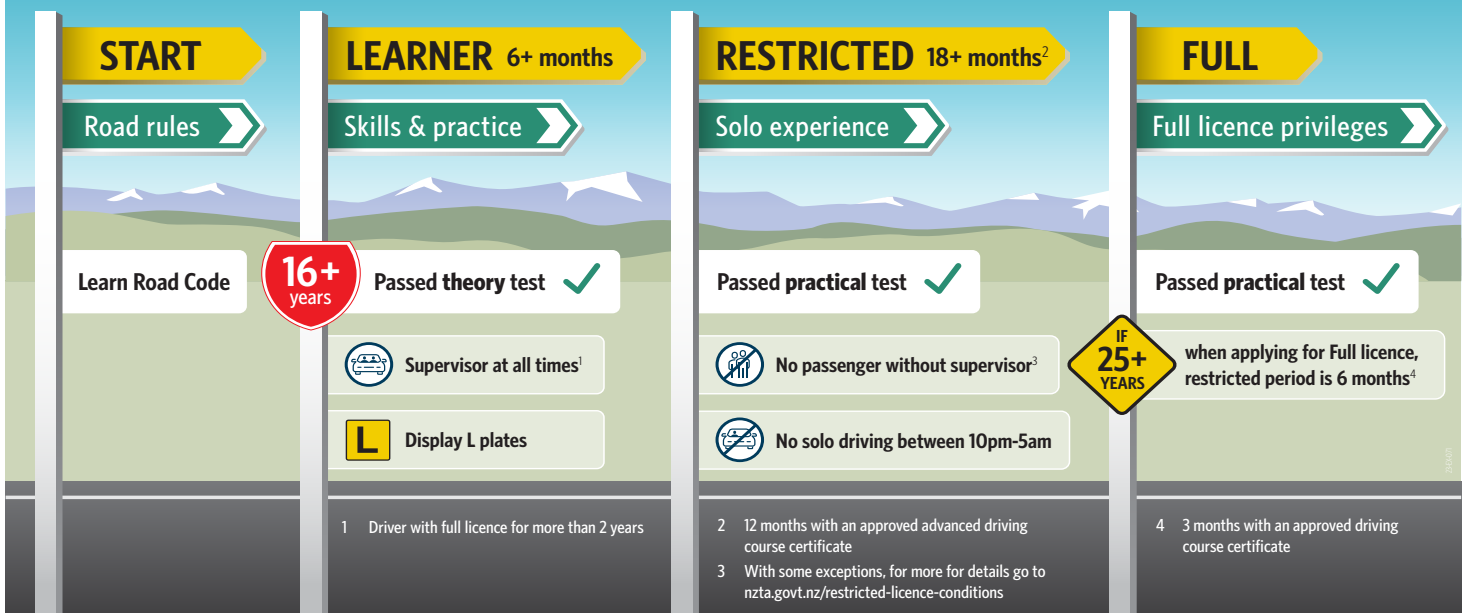 START
Road rules
Learn Road Code
16+
years
LEARNER 6+ months
Skills & practice
Passed theory test
Supervisor at all times1
L
Display L plates
1 Driver with full licence for more than 2 years
RESTRICTED 18+ months2
Solo experience
Passed practical test
No passenger without supervisor3
No solo driving between 10pm-5am
2 12 months with an approved advanced driving
course certificate
3 With some exceptions, for more for details go to
nzta.govt.nz/restricted-licence-conditions
FULL
Full licence privileges
Passed practical test
IF
25+
YEARS
when applying for Full licence,
restricted period is 6 months4
4 3 months with an approved driving
course certificate